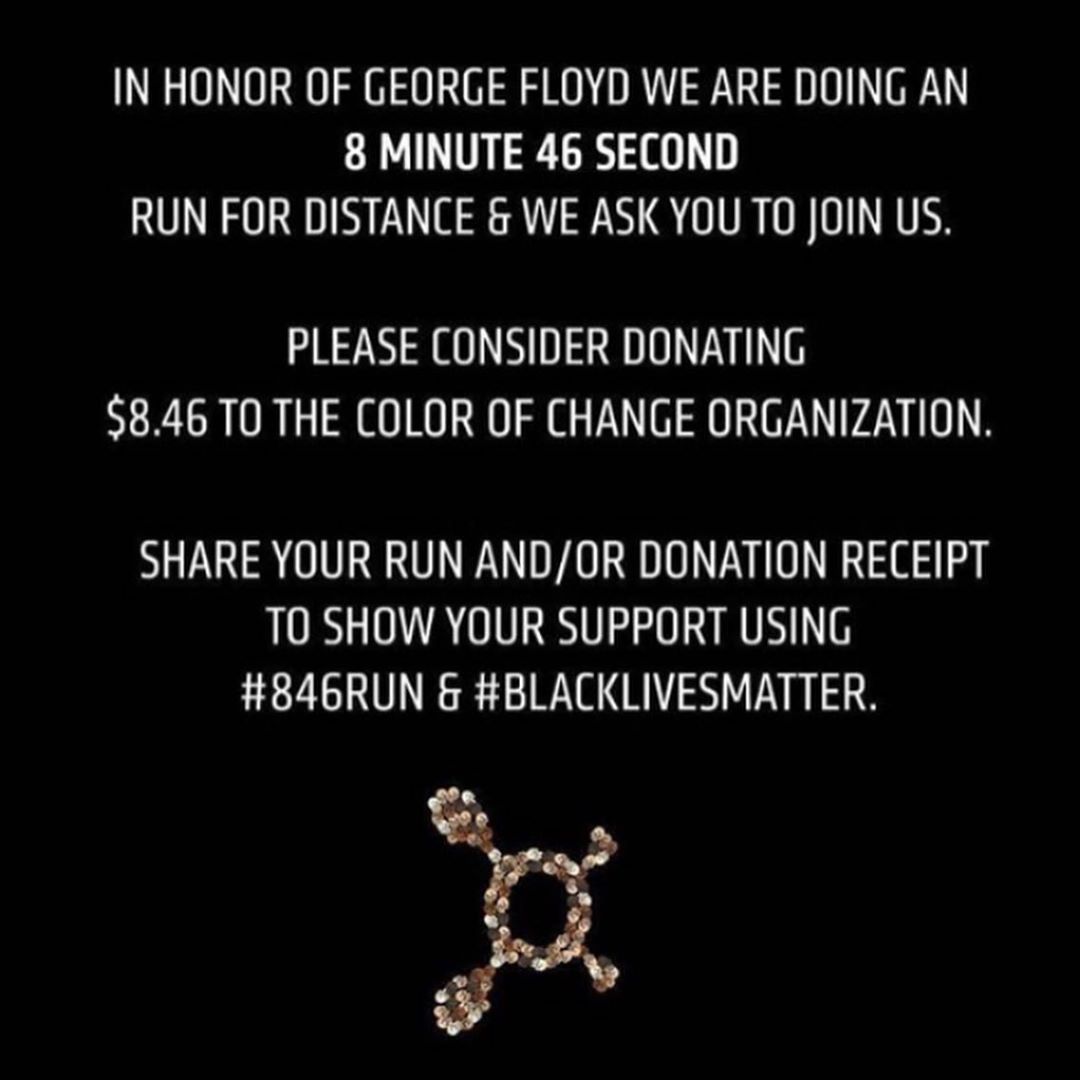 IN HONOR OF GEORGE FLOYD WE ARE DOING AN
8 MINUTE 46 SECOND
RUN FOR DISTANCE & WE ASK YOU TO JOIN US.
PLEASE CONSIDER DONATING
$8.46 TO THE COLOR OF CHANGE ORGANIZATION.
SHARE YOUR RUN AND/OR DONATION RECEIPT
TO SHOW YOUR SUPPORT USING
#846RUN & #BLACKLIVESMATTER.